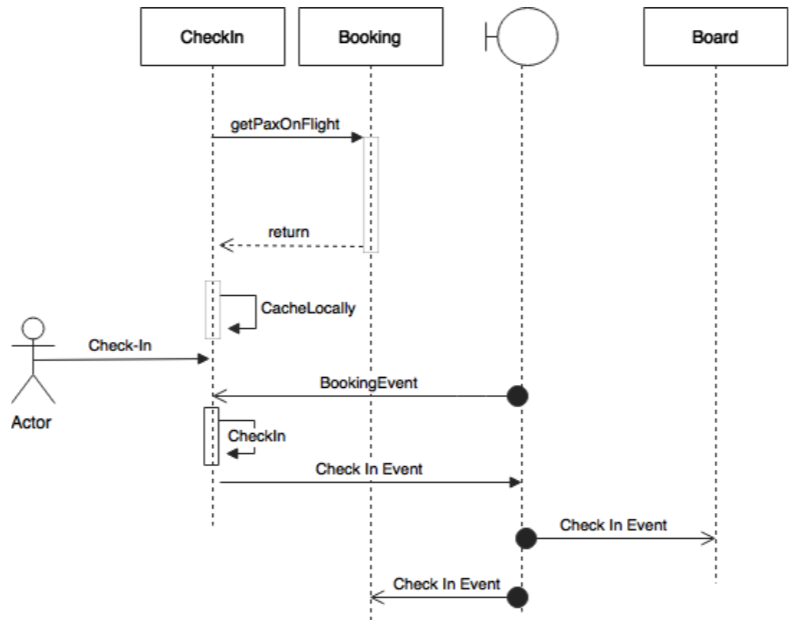 CheckIn
Booking
Board
getPaxOnFlight
return
CacheLocally
Check-In
BookingEvent
Actor
CheckIn
Check In Event
Check In Event
Check In Event